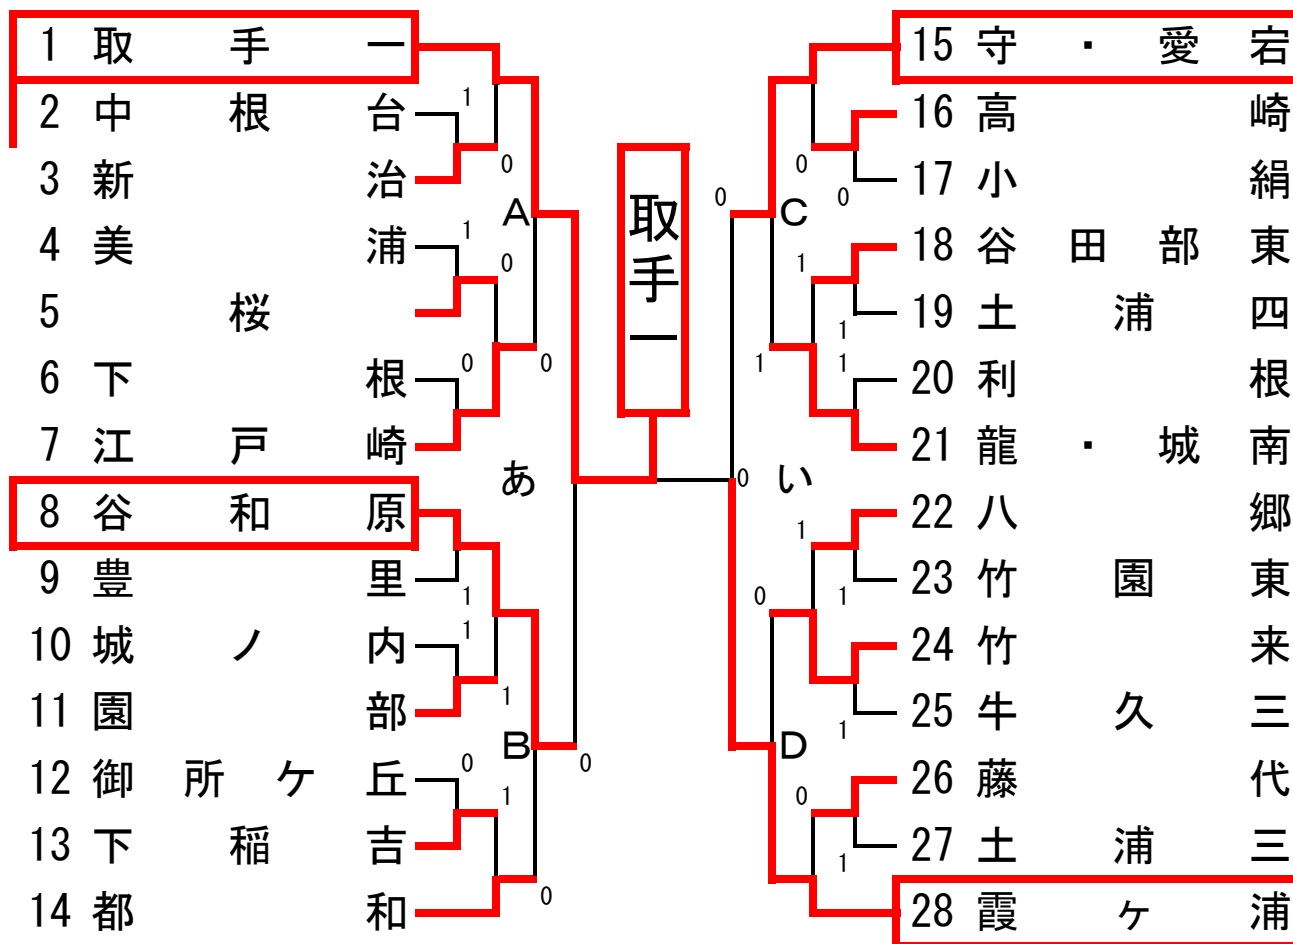 1 取手一
2 中根台
3 新治
4 美浦
5 桜
6 下根
7 江戸崎
8 谷和原
9 豊里
10 城ノ内
11 園部
12 御所ケ丘
13 下稲吉
14 都和
1
0
A
1
0
0
0
あ
1
1
1
B
0
0
1
0
取手一
0
C
0
0
1
1
1
1
0
い
1
0
1
1
D
0
1
15 守・愛宕
16 高崎
17 小絹
18 谷田部東
19 土浦四
20 利根
21 龍・城南
22 八郷
23 竹園東
24 竹来
25 牛久三
26 藤代
27 土浦三
28 霞ヶ浦